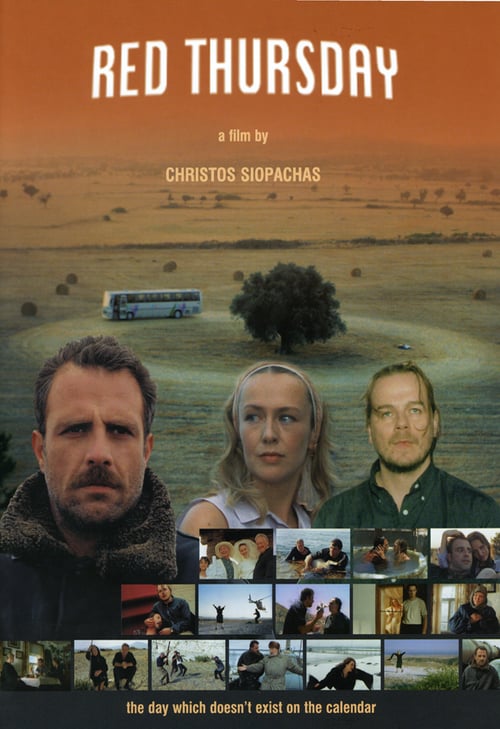 RED THURSDAY
a film by
CHRISTOS SIOPACHAS
the day which doesn't exist on the calendar